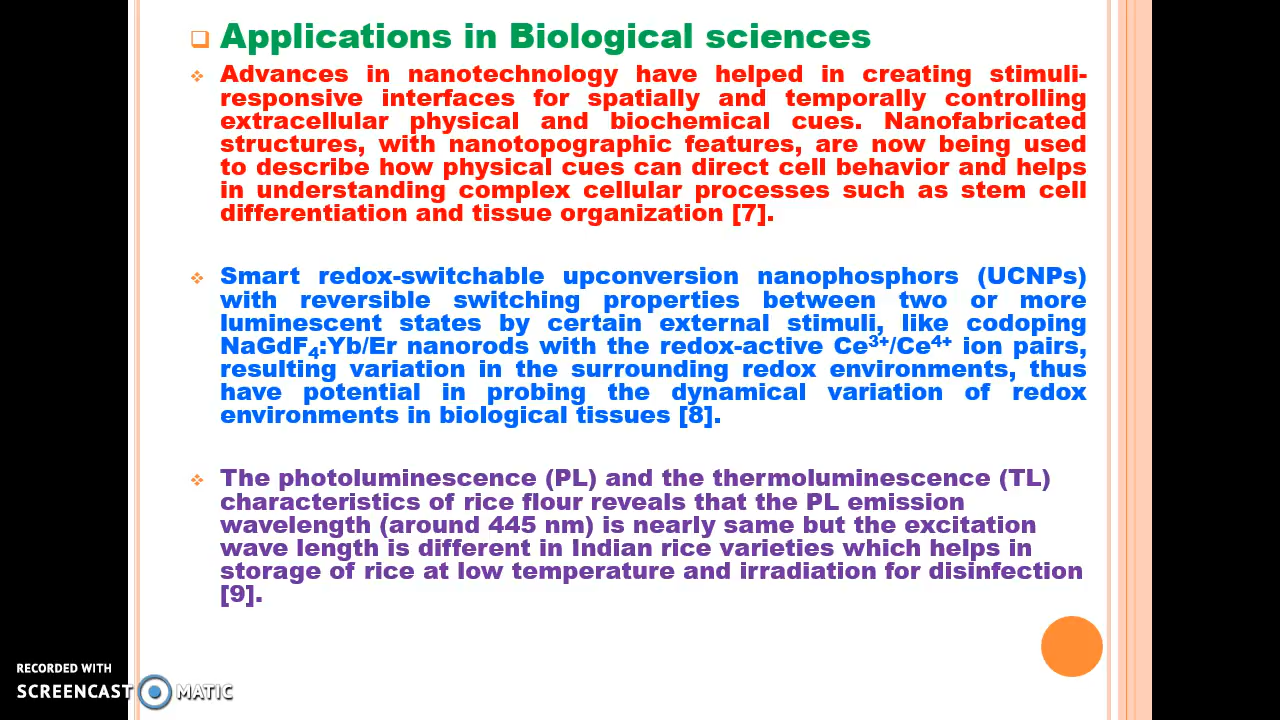 Applications in Biological sciences
Advances in nanotechnology have helped in creating stimuli-
responsive interfaces for spatially and temporally controlling
extracellular physical and biochemical cues. Nanofabricated
structures, with nanotopographic features, are now being used
to describe how physical cues can direct cell behavior and helps
in understanding complex cellular processes such as stem cell
differentiation and tissue organization [7].
Smart redox-switchable upconversion nanophosphors (UCNPs)
with reversible switching properties between two or more
luminescent states by certain external stimuli, like codoping
NaGdF₄:Yb/Er nanorods with the redox-active Ce³⁺/Ce⁴⁺ ion pairs,
resulting variation in the surrounding redox environments, thus
have potential in probing the dynamical variation of redox
environments in biological tissues [8].
The photoluminescence (PL) and the thermoluminescence (TL)
characteristics of rice flour reveals that the PL emission
wavelength (around 445 nm) is nearly same but the excitation
wave length is different in Indian rice varieties which helps in
storage of rice at low temperature and irradiation for disinfection
[9].
RECORDED WITH
SCREENCAST MATIC